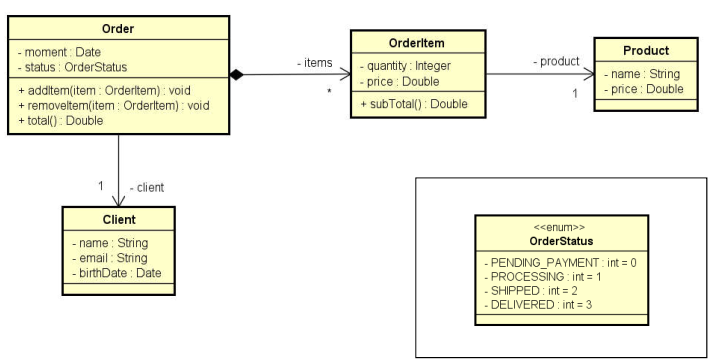 Order
- moment : Date
- status : OrderStatus
+ addItem(item : OrderItem) : void
+ removeItem(item : OrderItem) : void
+ total() : Double
- items
*
OrderItem
- quantity : Integer
- price : Double
+ subTotal() : Double
- product
1
Product
- name : String
- price : Double
1
- client
Client
- name : String
- email : String
- birthDate : Date
<<enum>>
OrderStatus
- PENDING_PAYMENT : int = 0
- PROCESSING : int = 1
- SHIPPED : int = 2
- DELIVERED : int = 3